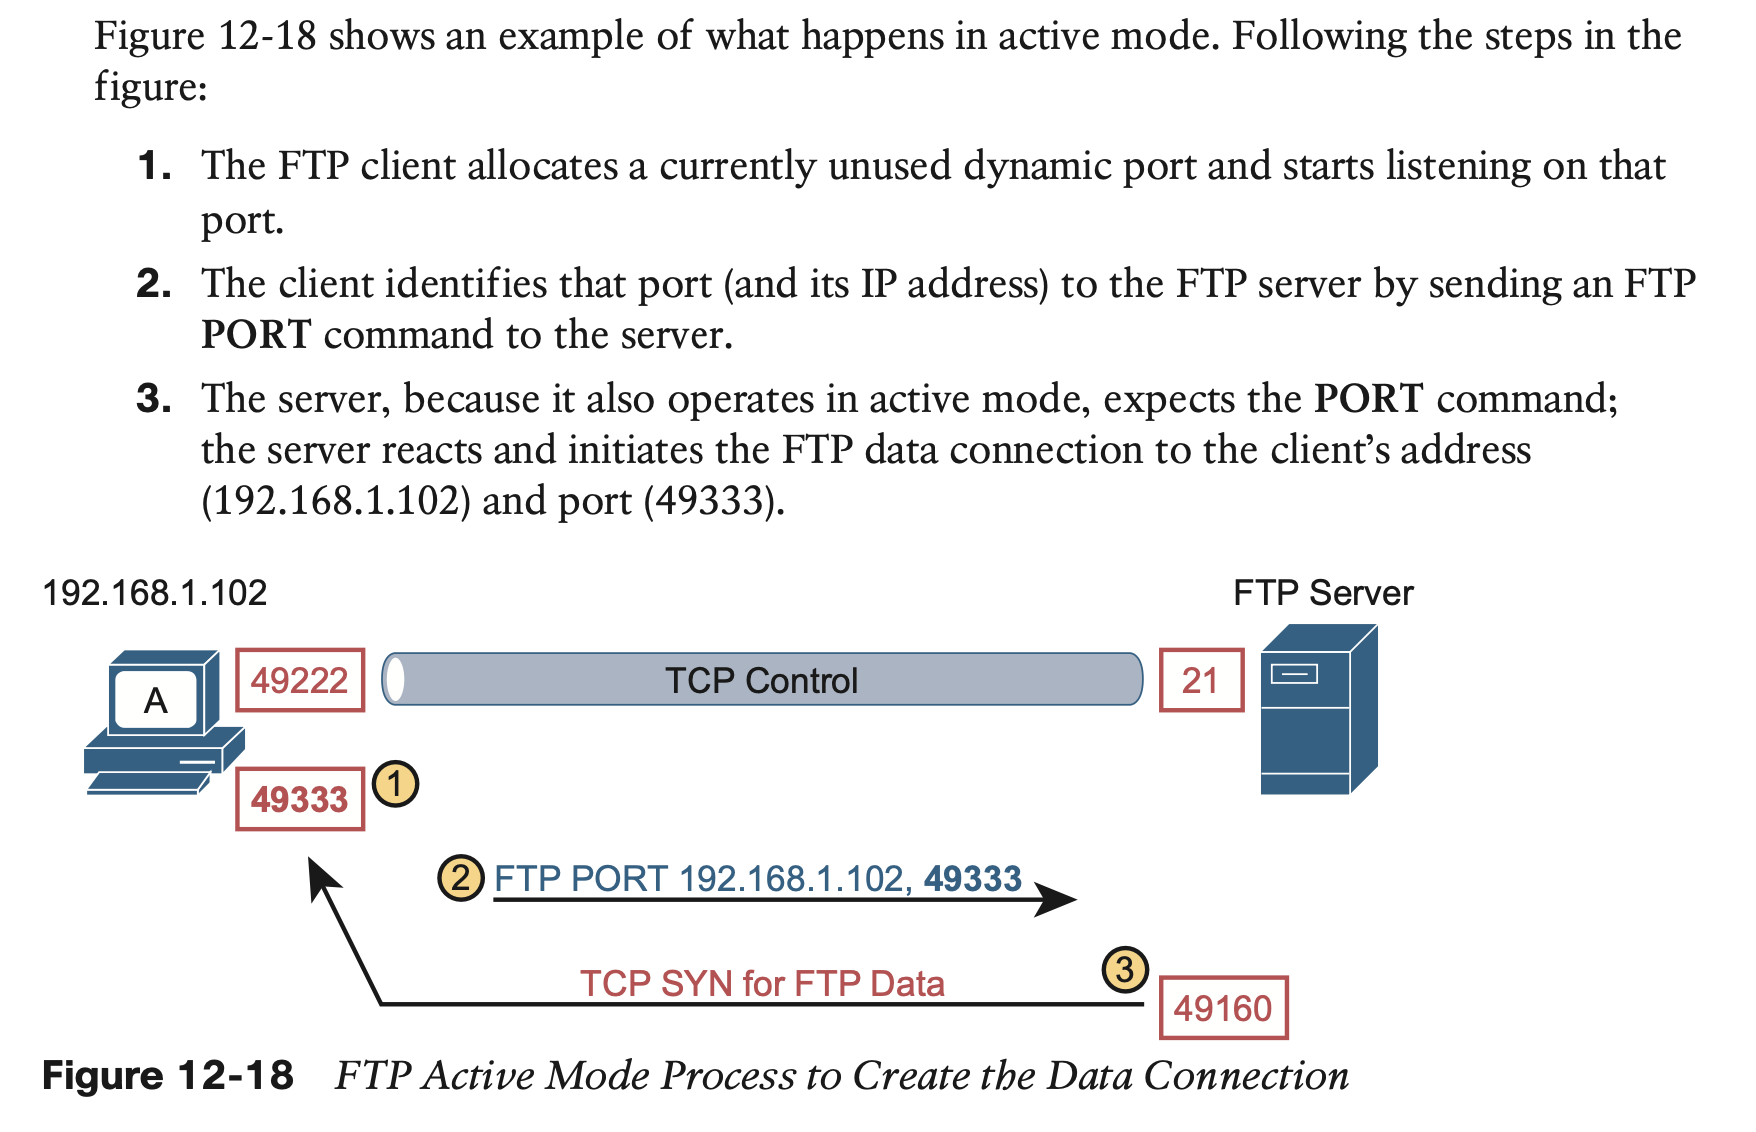 Figure 12-18 shows an example of what happens in active mode. Following the steps in the
figure:
1. The FTP client allocates a currently unused dynamic port and starts listening on that
port.
2. The client identifies that port (and its IP address) to the FTP server by sending an FTP
PORT command to the server.
3. The server, because it also operates in active mode, expects the PORT command;
the server reacts and initiates the FTP data connection to the client’s address
(192.168.1.102) and port (49333).
192.168.1.102
FTP Server
A
49222
TCP Control
21
49333
1
2
FTP PORT 192.168.1.102, 49333
3
TCP SYN for FTP Data
49160
Figure 12-18 FTP Active Mode Process to Create the Data Connection